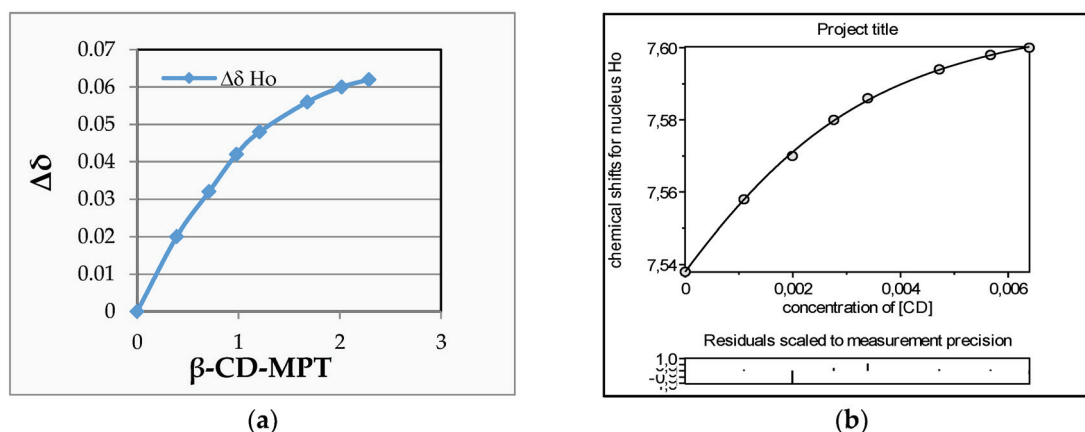 0.07
0.06
0.05
0.04
0.03
0.02
0.01
0
Δδ
Δδ Ho
0
1
2
3
β-CD-MPT
(a)
Project title
chemical shifts for nucleus Ho
7,60
7,58
7,56
7,54
0
0,002
0,004
0,006
concentration of [CD]
Residuals scaled to measurement precision
1,0
(b)